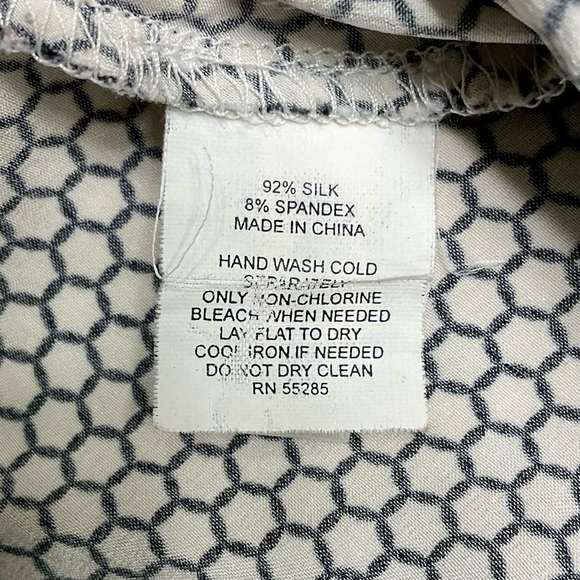 92% SILK
8% SPANDEX
MADE IN CHINA
HAND WASH COLD
SEPARATELY
ONLY NON-CHLORINE
BLEACH WHEN NEEDED
LAY FLAT TO DRY
COOL IRON IF NEEDED
DO NOT DRY CLEAN
RN 55285